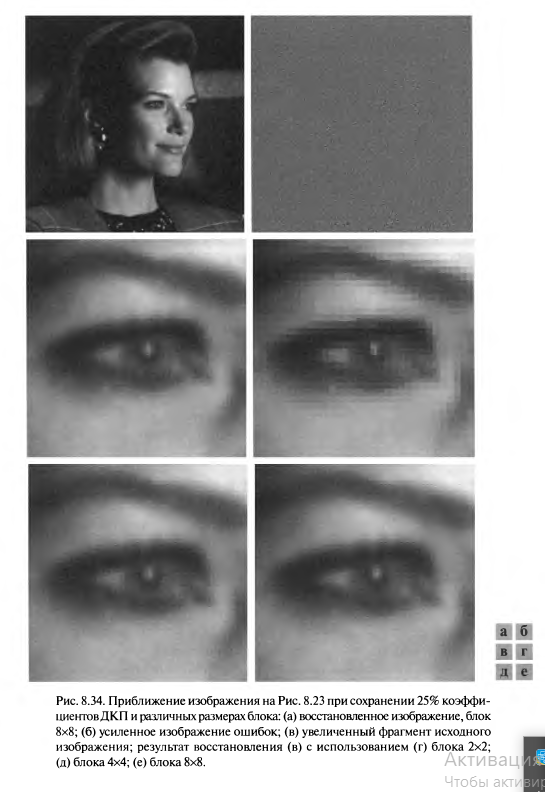 а б
в г
д е
Рис. 8.34. Приближение изображения на Рис. 8.23 при сохранении 25% коэффи-
циентов ДКП и различных размерах блока: (а) восстановленное изображение, блок
8×8; (б) усиленное изображение ошибок; (в) увеличенный фрагмент исходного
изображения; результат восстановления (в) с использованием (г) блока 2×2;
(д) блока 4×4; (е) блока 8×8.
Активация
Чтобы активир